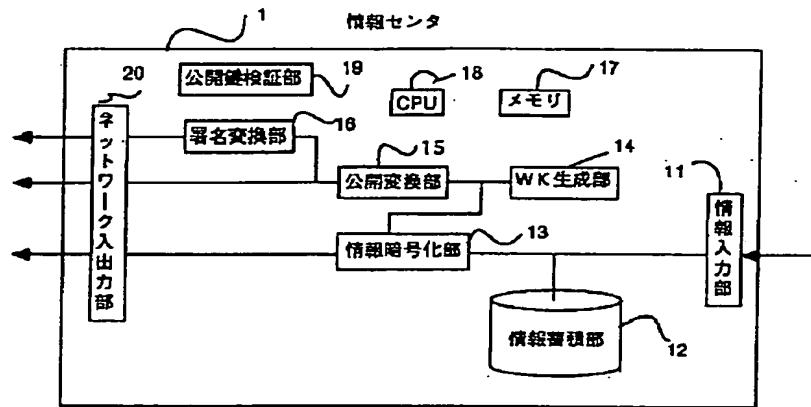 情報センタ
1
20
公開鍵検証部
19
18
CPU
17
メモリ
ネットワーク入出力部
署名変換部
16
15
公開変換部
14
WK生成部
11
情報入力部
情報暗号化部
13
情報蓄積部
12